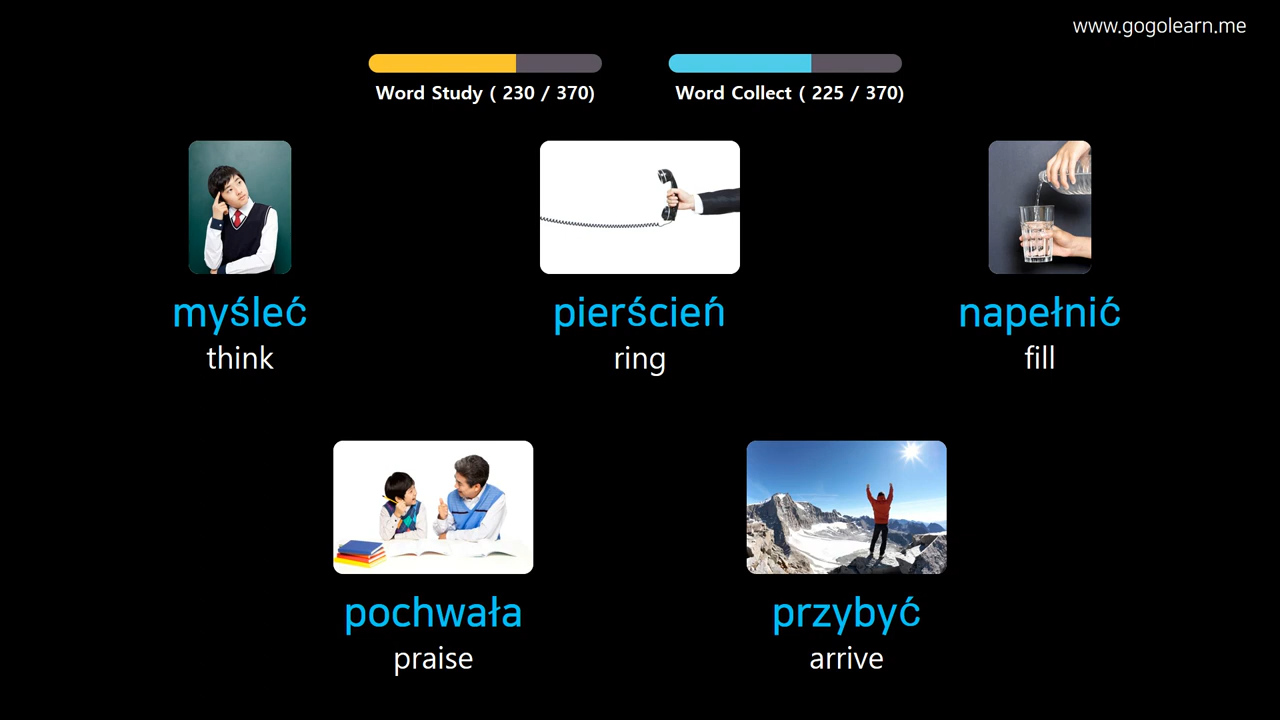 www.gogolearn.me
Word Study ( 230 / 370)
Word Collect ( 225 / 370)
myśleć
think
pierścień
ring
napełnić
fill
pochwała
praise
przybyć
arrive